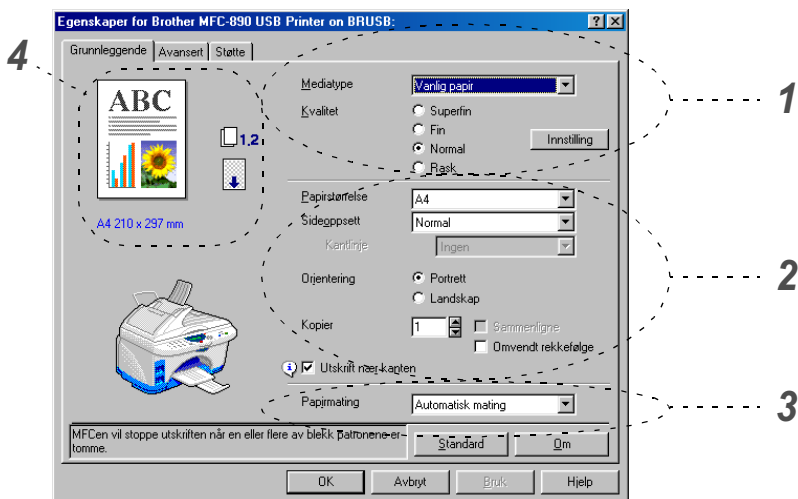 Egenskaper for Brother MFC-890 USB Printer on BRUSB:
Grunnleggende Avansert Støtte
4
ABC
1.2
A4 210 x 297 mm
Mediatype Vanlig papir
Kvalitet Superfin
Fin
Normal
Rask
Innstilling
1
Papirstørrelse A4
Sideoppsett Normal
Kantlinje Ingen
Orientering Portrett
Landskap
Kopier 1 Sammenligne
Omvendt rekkefølge
Utskrift nær kanten
2
Papirmating Automatisk mating
3
MFCen vil stoppe utskriften når en eller flere av blekk patronene er
tomme.
Standard Om
OK Avbryt Bruk Hjelp